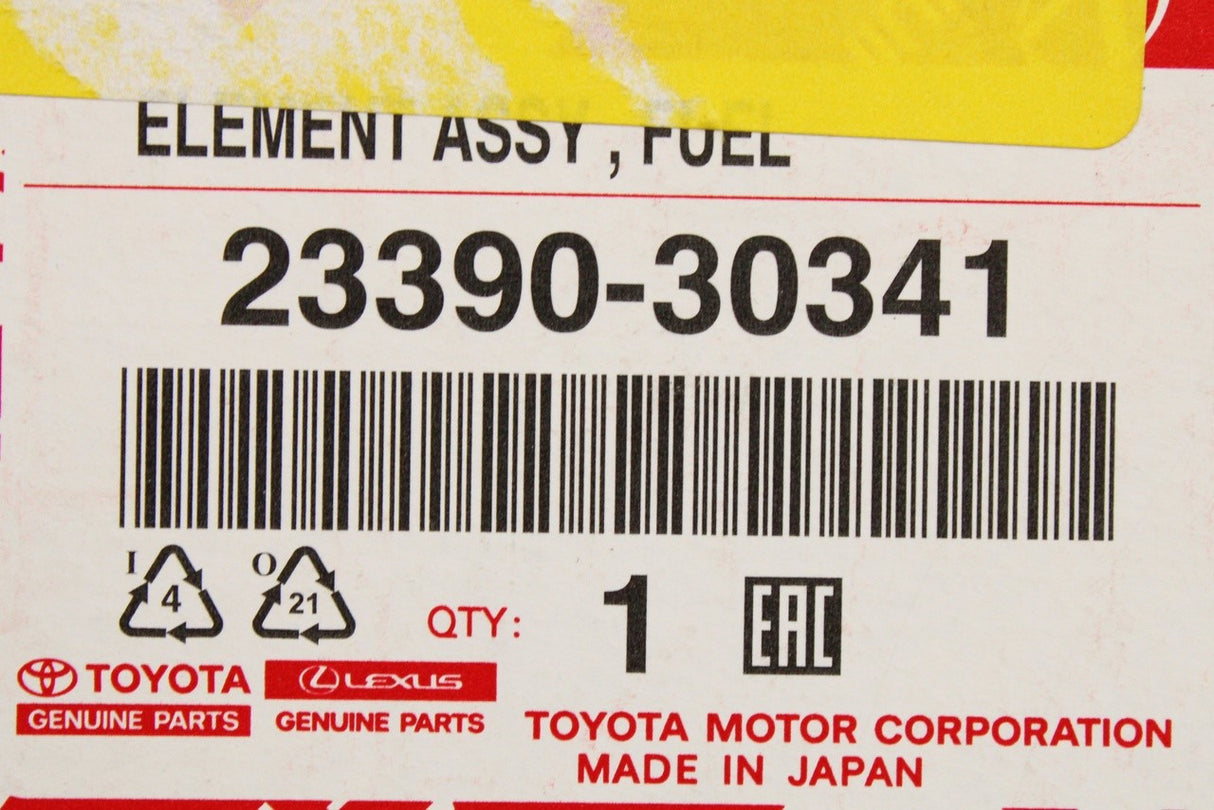 ELEMENT ASSY , FUEL
23390-30341
I 4 O 21
QTY: 1 EAC
TOYOTA LEXUS
GENUINE PARTS GENUINE PARTS
TOYOTA MOTOR CORPORATION
MADE IN JAPAN